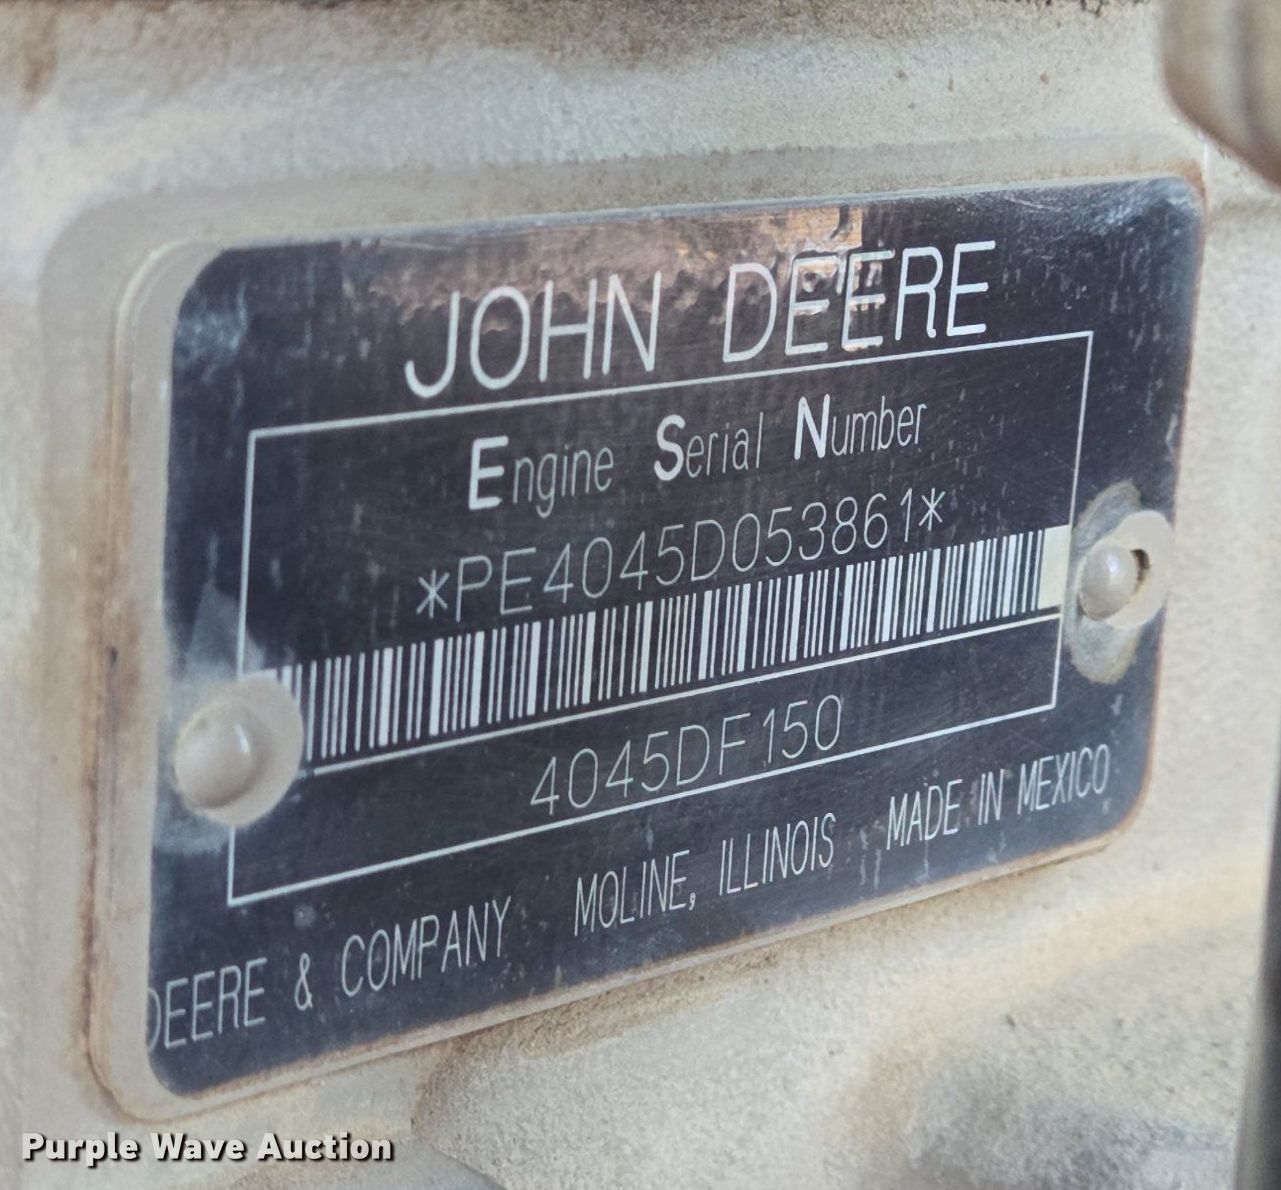 JOHN DEERE
Engine Serial Number
*PE4045D053861*
4045DF150
DEERE & COMPANY MOLINE, ILLINOIS MADE IN MEXICO
Purple Wave Auction